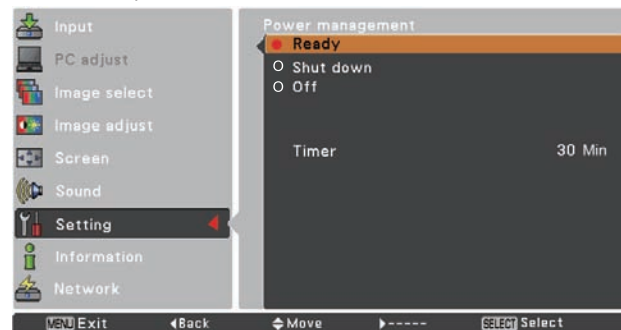 Input
PC adjust
Image select
Image adjust
Screen
Sound
Setting
Information
Network
Power management
Ready
Shut down
Off
Timer 30 Min
MENU Exit ◀Back Move ▶----- SELECT Select